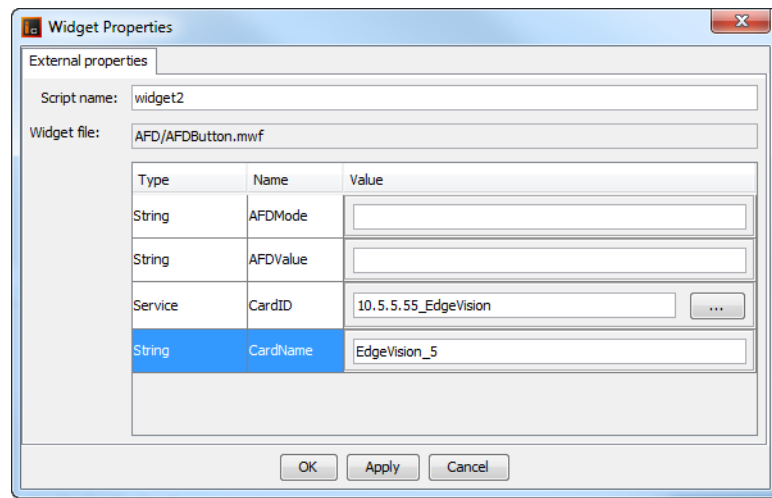 Widget Properties
External properties
Script name: widget2
Widget file: AFD/AFDButton.mwf
Type Name Value
String AFDMode
String AFDValue
Service CardID 10.5.5.55_EdgeVision ...
String CardName EdgeVision_5
OK Apply Cancel